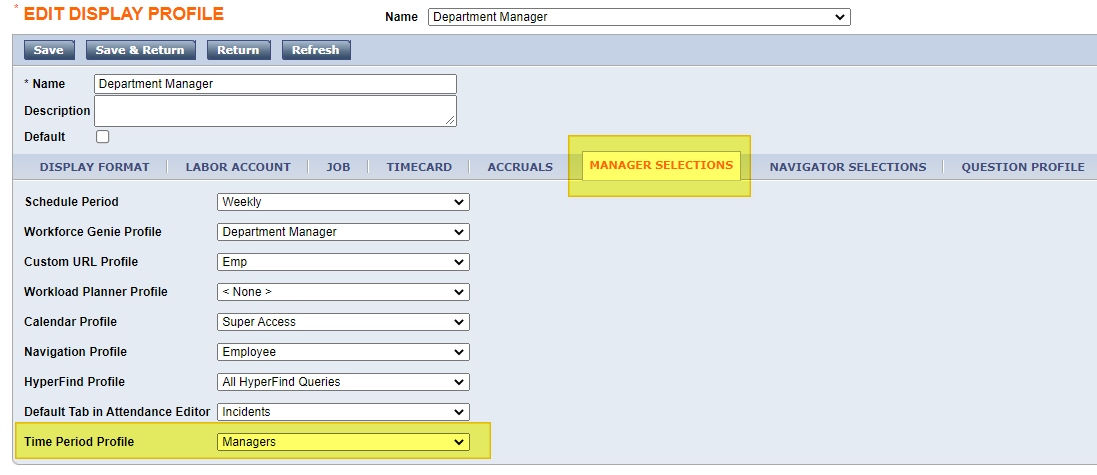 * EDIT DISPLAY PROFILE Name Department Manager
Save Save & Return Return Refresh
* Name Department Manager
Description
Default
DISPLAY FORMAT LABOR ACCOUNT JOB TIMECARD ACCRUALS MANAGER SELECTIONS NAVIGATOR SELECTIONS QUESTION PROFILE
Schedule Period Weekly
Workforce Genie Profile Department Manager
Custom URL Profile Emp
Workload Planner Profile < None >
Calendar Profile Super Access
Navigation Profile Employee
HyperFind Profile All HyperFind Queries
Default Tab in Attendance Editor Incidents
Time Period Profile Managers